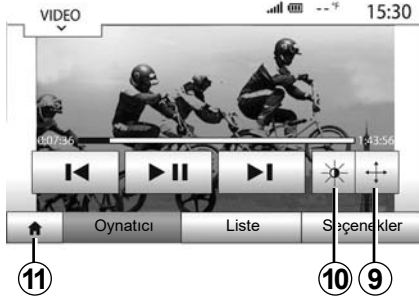 VIDEO
--°F 15:30
0:07:36 1:43:56
Oynatıcı Liste Seçenekler
11 10 9